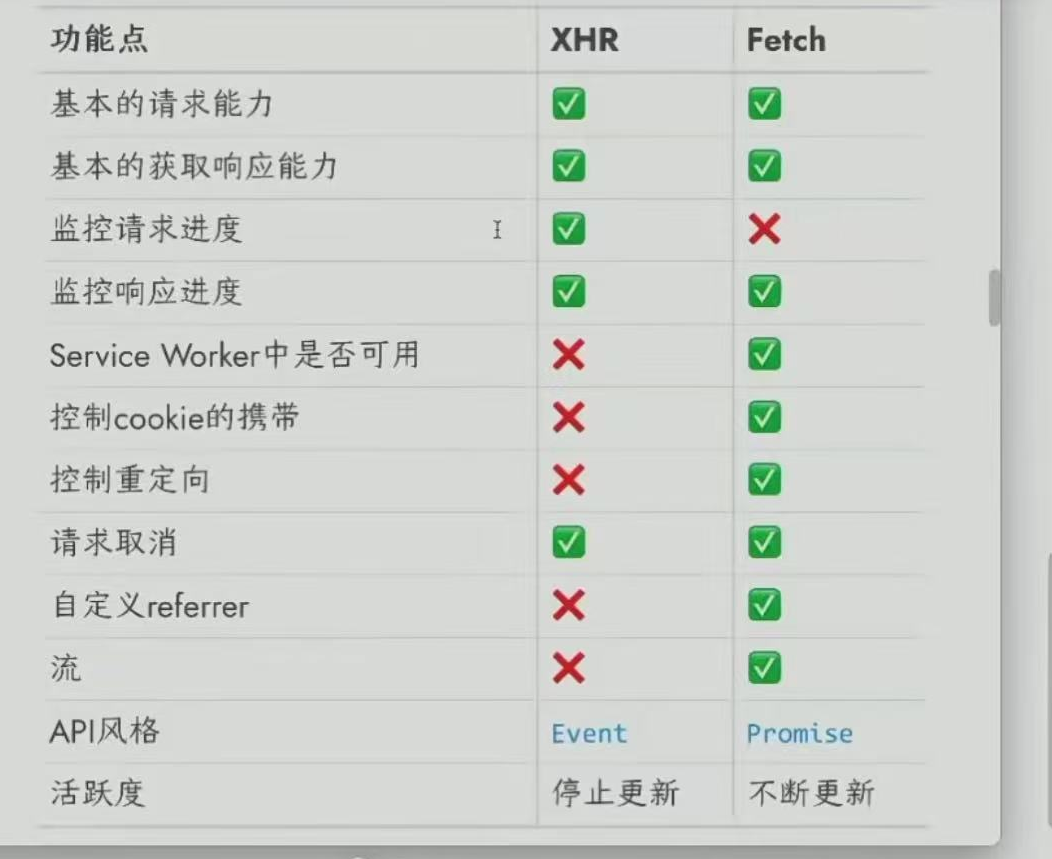 功能点 XHR Fetch
基本的请求能力 ✅ ✅
基本的获取响应能力 ✅ ✅
监控请求进度 ✅ ❌
监控响应进度 ✅ ✅
Service Worker中是否可用 ❌ ✅
控制cookie的携带 ❌ ✅
控制重定向 ❌ ✅
请求取消 ✅ ✅
自定义referrer ❌ ✅
流 ❌ ✅
API风格 Event Promise
活跃度 停止更新 不断更新